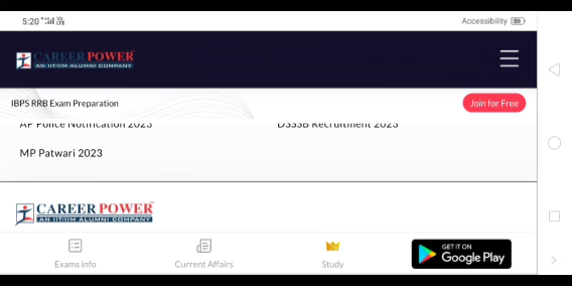 5:20
Accessibility 58
CAREER POWER
AN IIT/IIM ALUMNI COMPANY
IBPS RRB Exam Preparation
Join for Free
AP Police Notification 2023
DSSSB Recruitment 2023
MP Patwari 2023
CAREER POWER
AN IIT/IIM ALUMNI COMPANY
Exams info
Current Affairs
Study
GET IT ON
Google Play